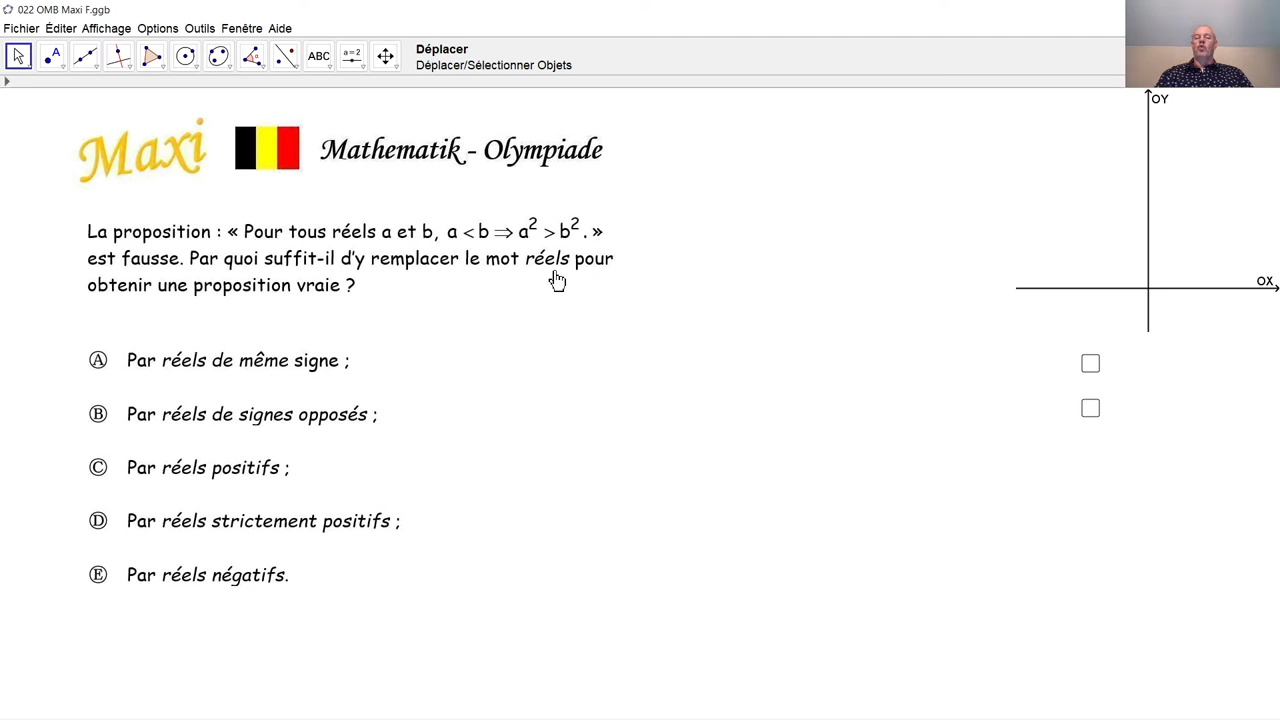 022 OMB Maxi F.ggb
Fichier Éditer Affichage Options Outils Fenêtre Aide
A ABC a=2 Déplacer
Déplacer/Sélectionner Objets
OY
Maxi Mathematik - Olympiade
La proposition : « Pour tous réels a et b, a < b ⇒ a² > b². »
est fausse. Par quoi suffit-il d'y remplacer le mot réels pour
obtenir une proposition vraie ?
OX
Ⓐ Par réels de même signe ;
Ⓑ Par réels de signes opposés ;
Ⓒ Par réels positifs ;
Ⓓ Par réels strictement positifs ;
Ⓔ Par réels négatifs.